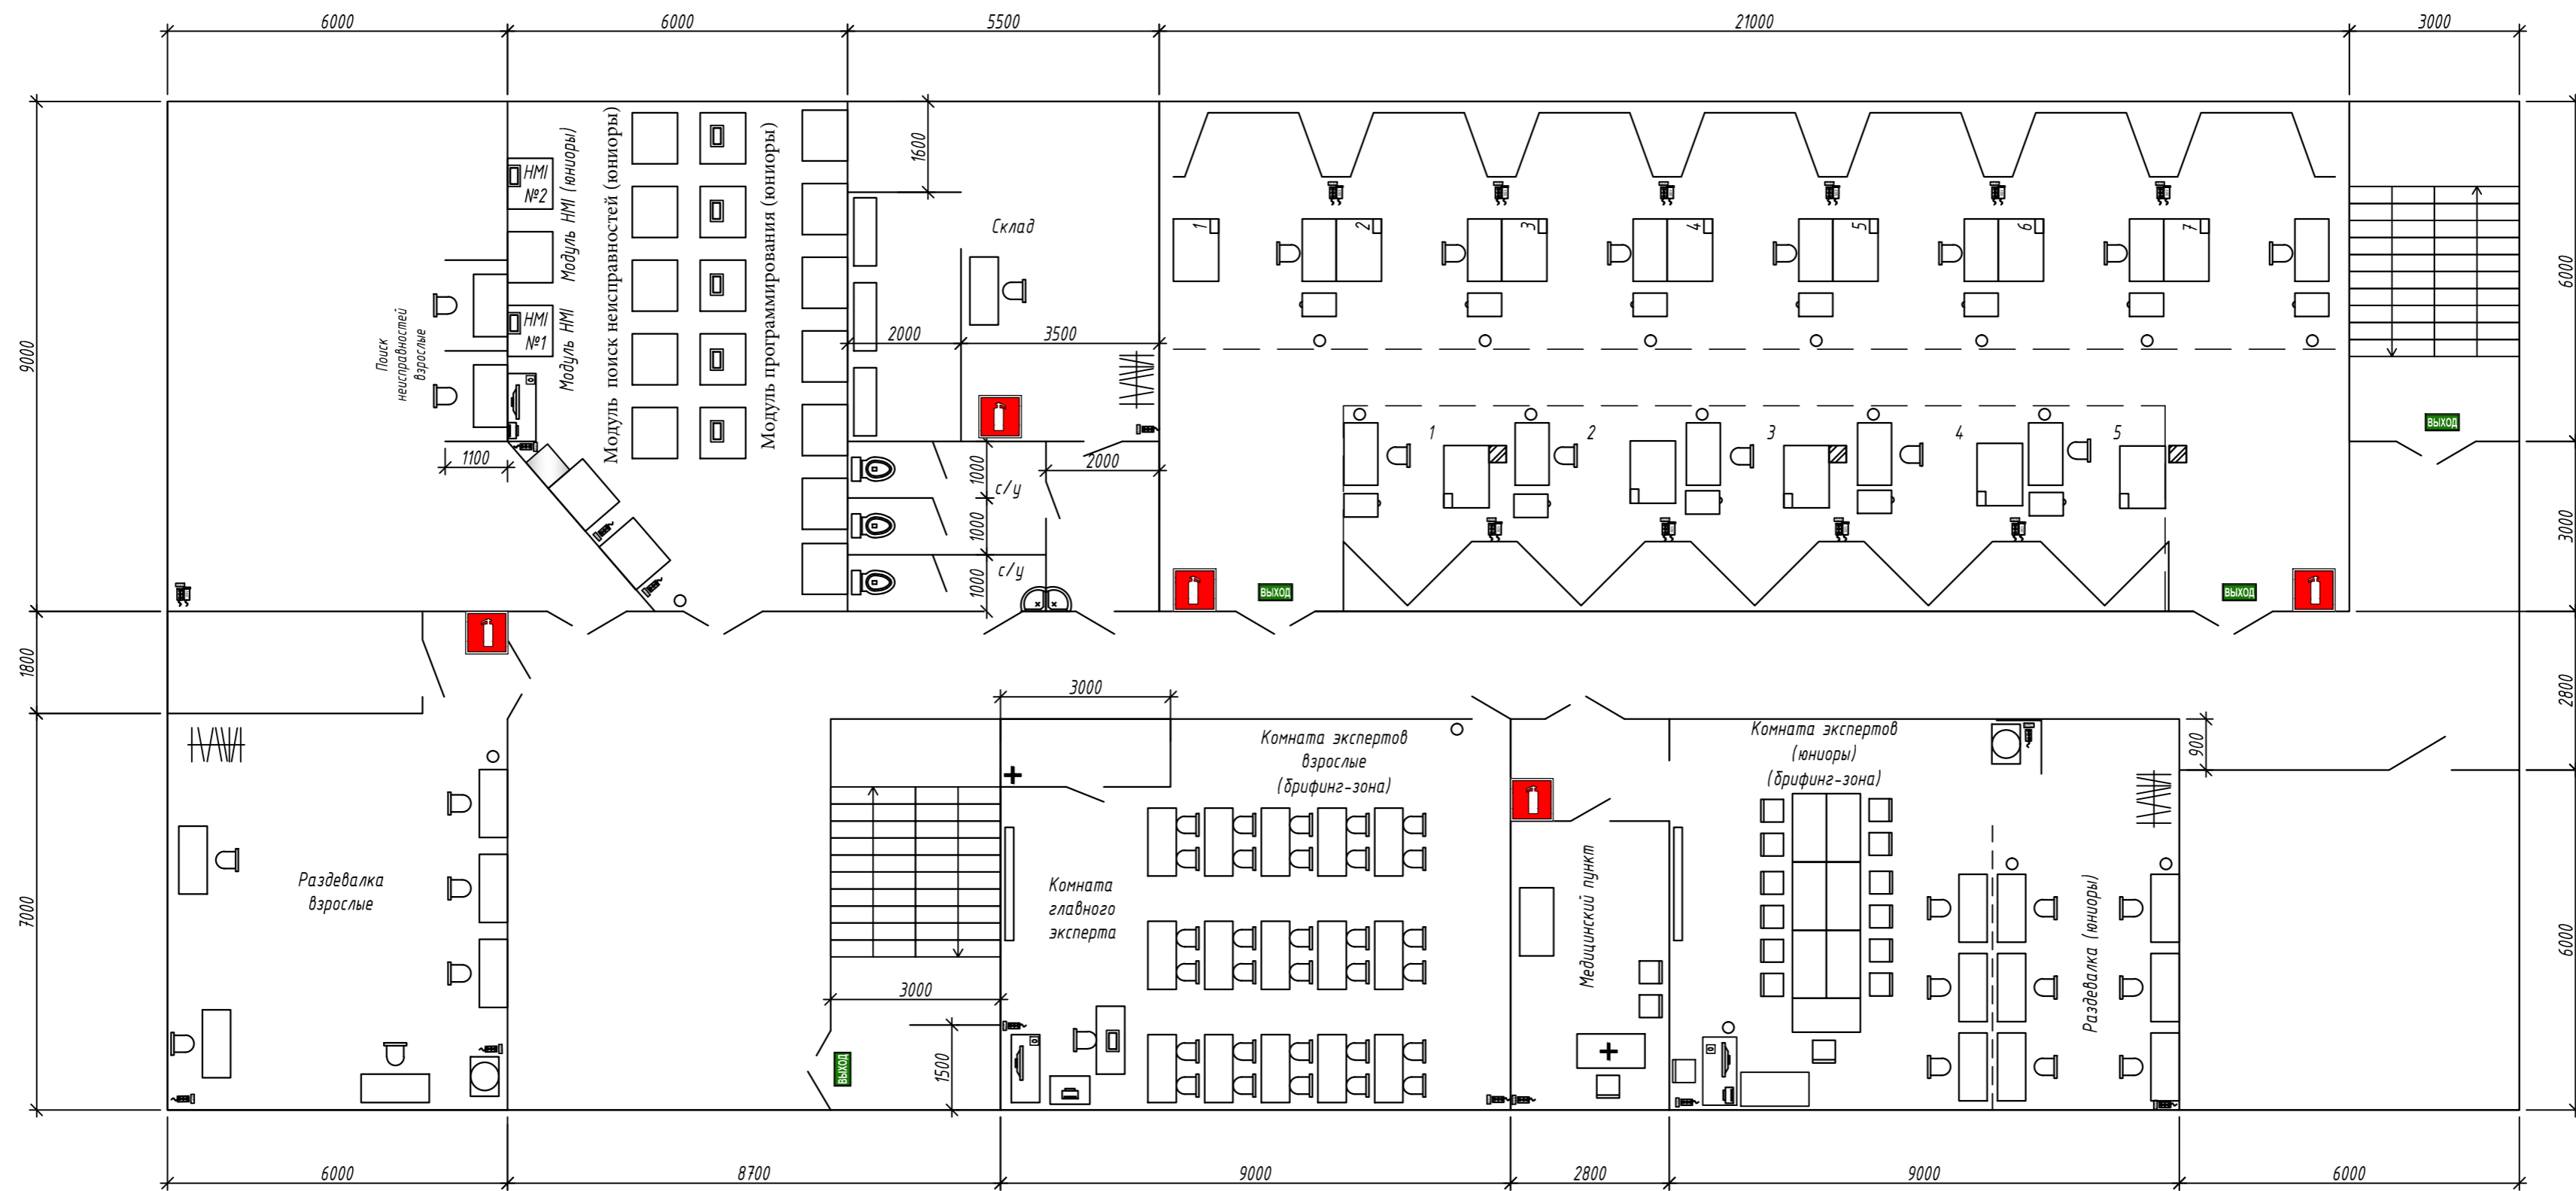 6000
6000
5500
21000
3000
9000
1800
7000
6000
3000
2800
6000
Поиск
неисправностей
взрослые
HMI
№2
HMI
№1
Модуль HMI (юниоры)
Модуль HMI
Модуль поиск неисправностей (юниоры)
Модуль программирования (юниоры)
1100
1600
Склад
2000
3500
2000
1000
1000
1000
с/у
с/у
1
2
3
4
5
6
7
1
2
3
4
5
ВЫХОД
ВЫХОД
ВЫХОД
Раздевалка
взрослые
3000
3000
1500
ВЫХОД
Комната
главного
эксперта
Комната экспертов
взрослые
(брифинг-зона)
Медицинский пункт
Комната экспертов
(юниоры)
(брифинг-зона)
Раздевалка (юниоры)
900
6000
8700
9000
2800
9000
6000